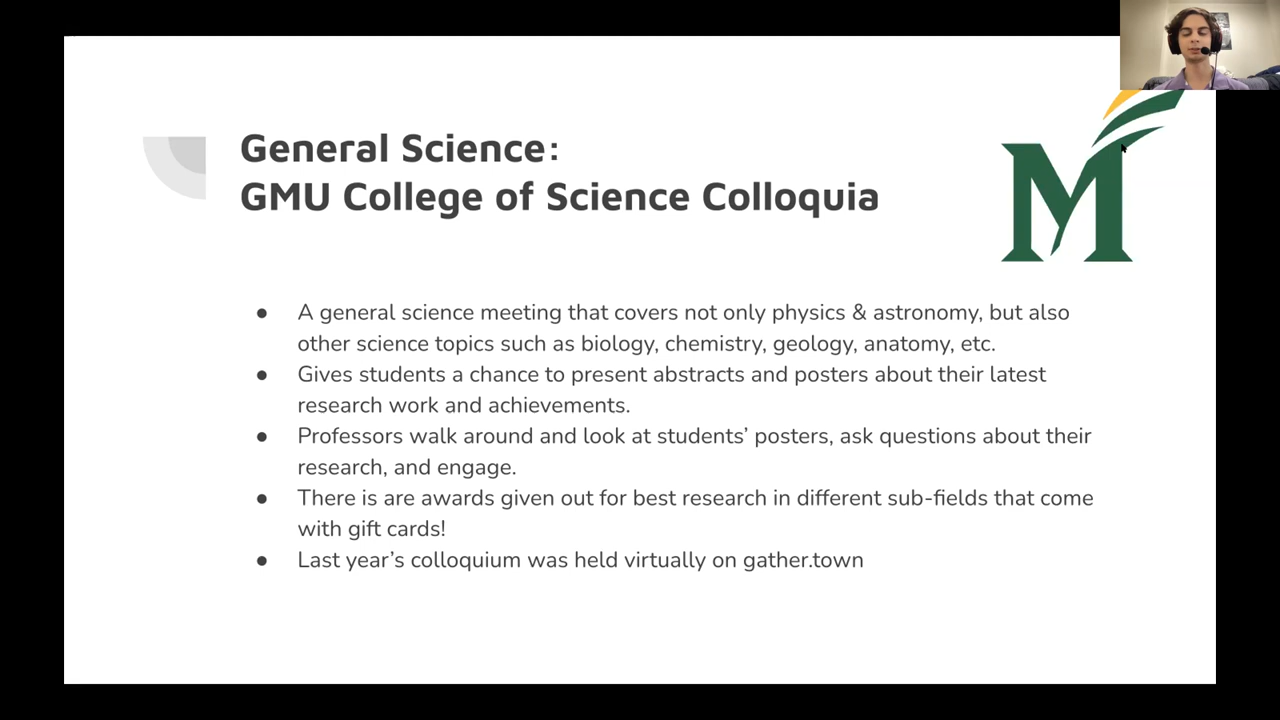 General Science:
GMU College of Science Colloquia
M
● A general science meeting that covers not only physics & astronomy, but also
other science topics such as biology, chemistry, geology, anatomy, etc.
● Gives students a chance to present abstracts and posters about their latest
research work and achievements.
● Professors walk around and look at students’ posters, ask questions about their
research, and engage.
● There is are awards given out for best research in different sub-fields that come
with gift cards!
● Last year’s colloquium was held virtually on gather.town